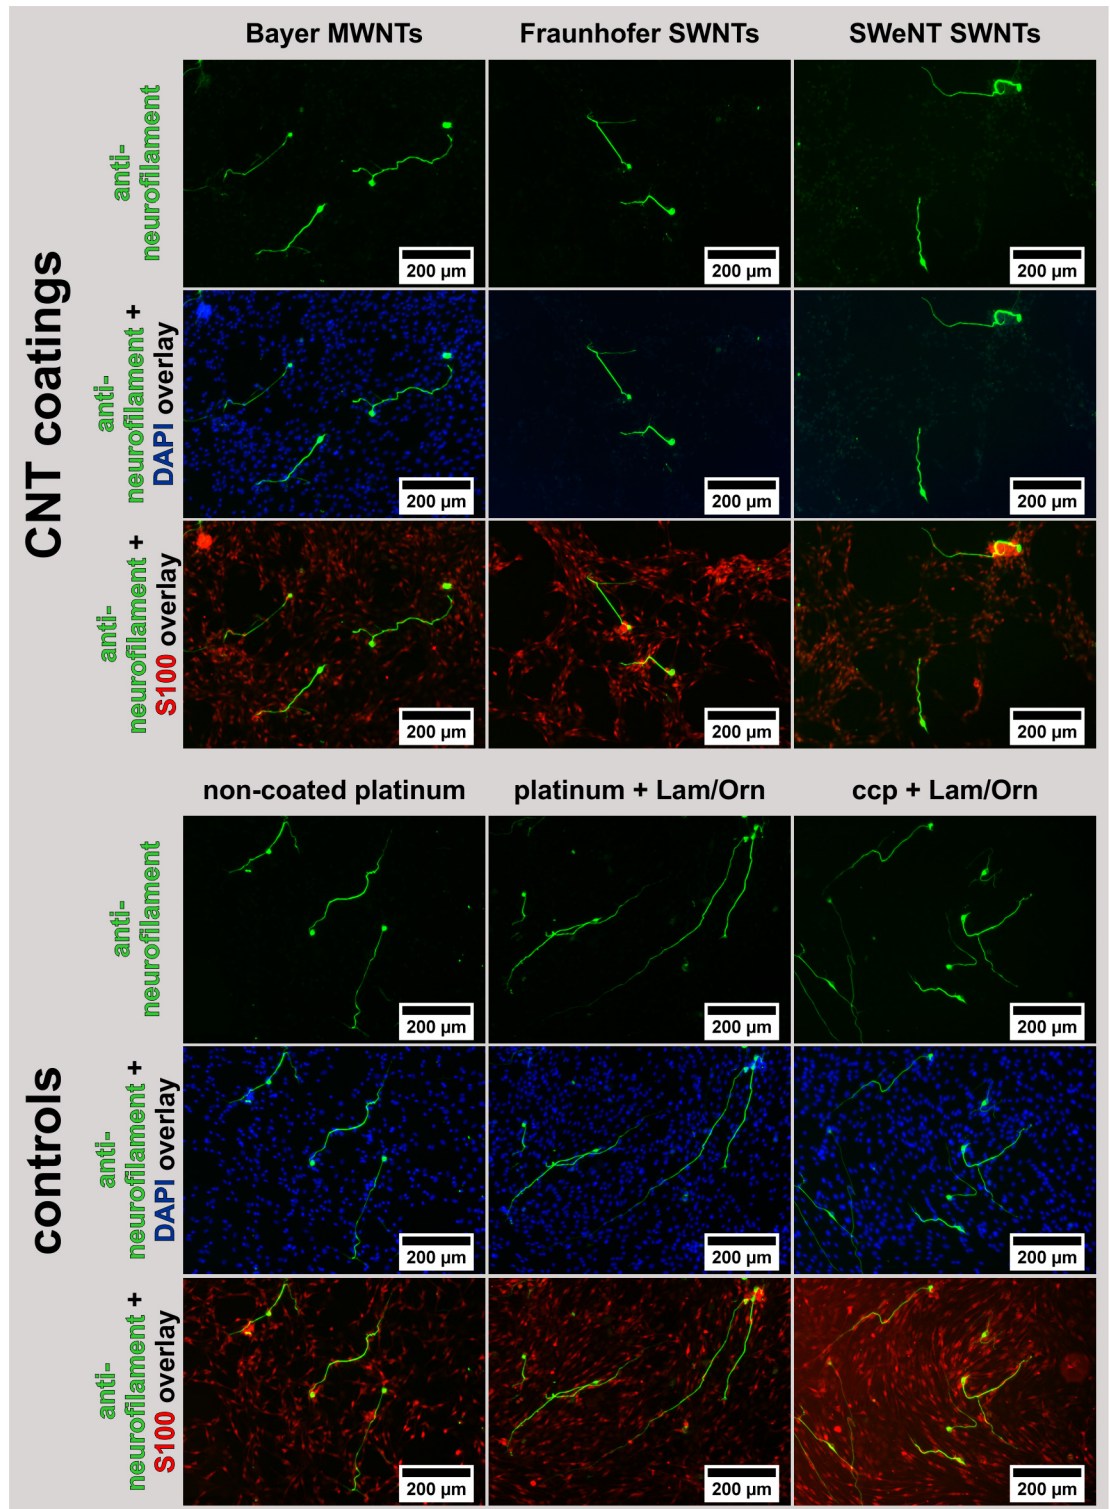 Bayer MWNTs
Fraunhofer SWNTs
SWeNT SWNTs
CNT coatings
anti-
neurofilament
200 µm
200 µm
200 µm
anti-
neurofilament +
DAPI overlay
200 µm
200 µm
200 µm
anti-
neurofilament +
S100 overlay
200 µm
200 µm
200 µm
non-coated platinum
platinum + Lam/Orn
ccp + Lam/Orn
controls
anti-
neurofilament
200 µm
200 µm
200 µm
anti-
neurofilament +
DAPI overlay
200 µm
200 µm
200 µm
anti-
neurofilament +
S100 overlay
200 µm
200 µm
200 µm